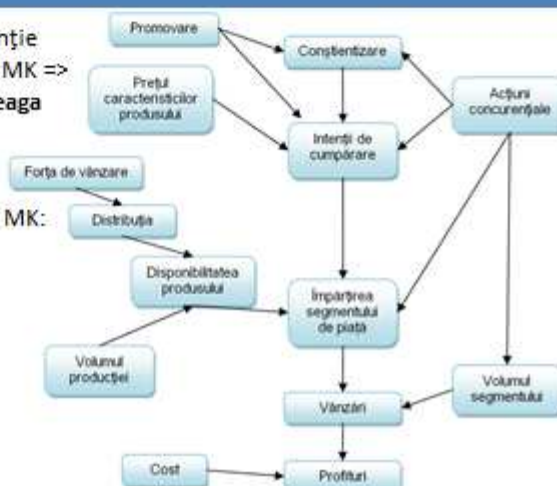 nție
MK =>
eaga
MK:
Promovare
Conștientizare
Prețul
caracteristicilor
produsului
Acțiuni
concurențiale
Intenții de
cumpărare
Forța de vânzare
Distribuția
Disponibilitatea
produsului
Împărțirea
segmentului
de piață
Volumul
producției
Volumul
segmentului
Vânzări
Cost
Profituri